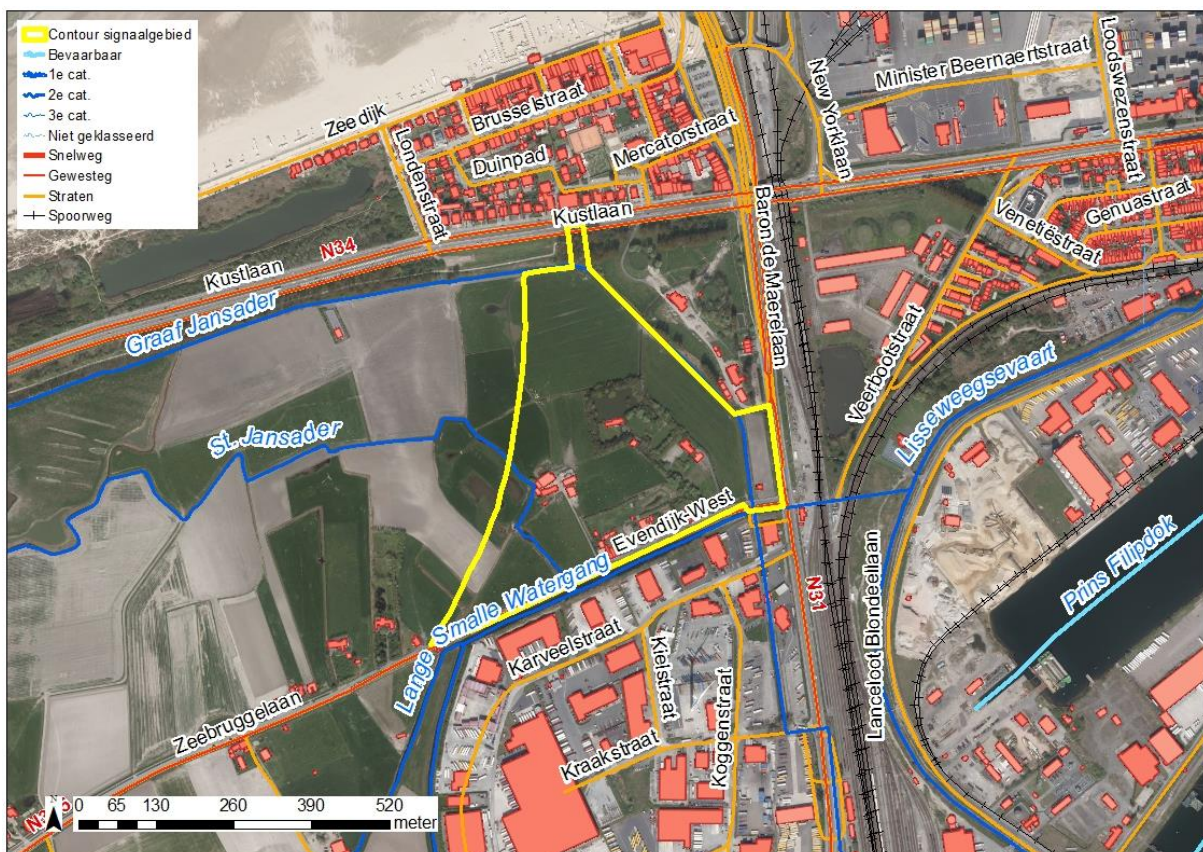 Contour signaalgebied
Bevaarbaar
1e cat.
2e cat.
3e cat.
Niet geklasseerd
Snelweg
Gewesteg
Straten
Spoorweg
Zeedijk
Brusselstraat
Londenstraat
Duinpad
Mercatorstraat
New Yorklaan
Minister Beernaertstraat
Loodswezenstraat
Kustlaan
N34
Kustlaan
Baron de Maerelaan
Venetiëstraat
Genuastraat
Graaf Jansader
St. Jansader
Veerbootstraat
Lisseweegsevaart
Evendijk-West
Lange
Smalle Watergang
N31
Prins Filipdok
Zeebruggelaan
Karveelstraat
Kielstraat
Koggenstraat
Kraakstraat
Lanceloot Blondeellaan
N
0 65 130 260 390 520
meter